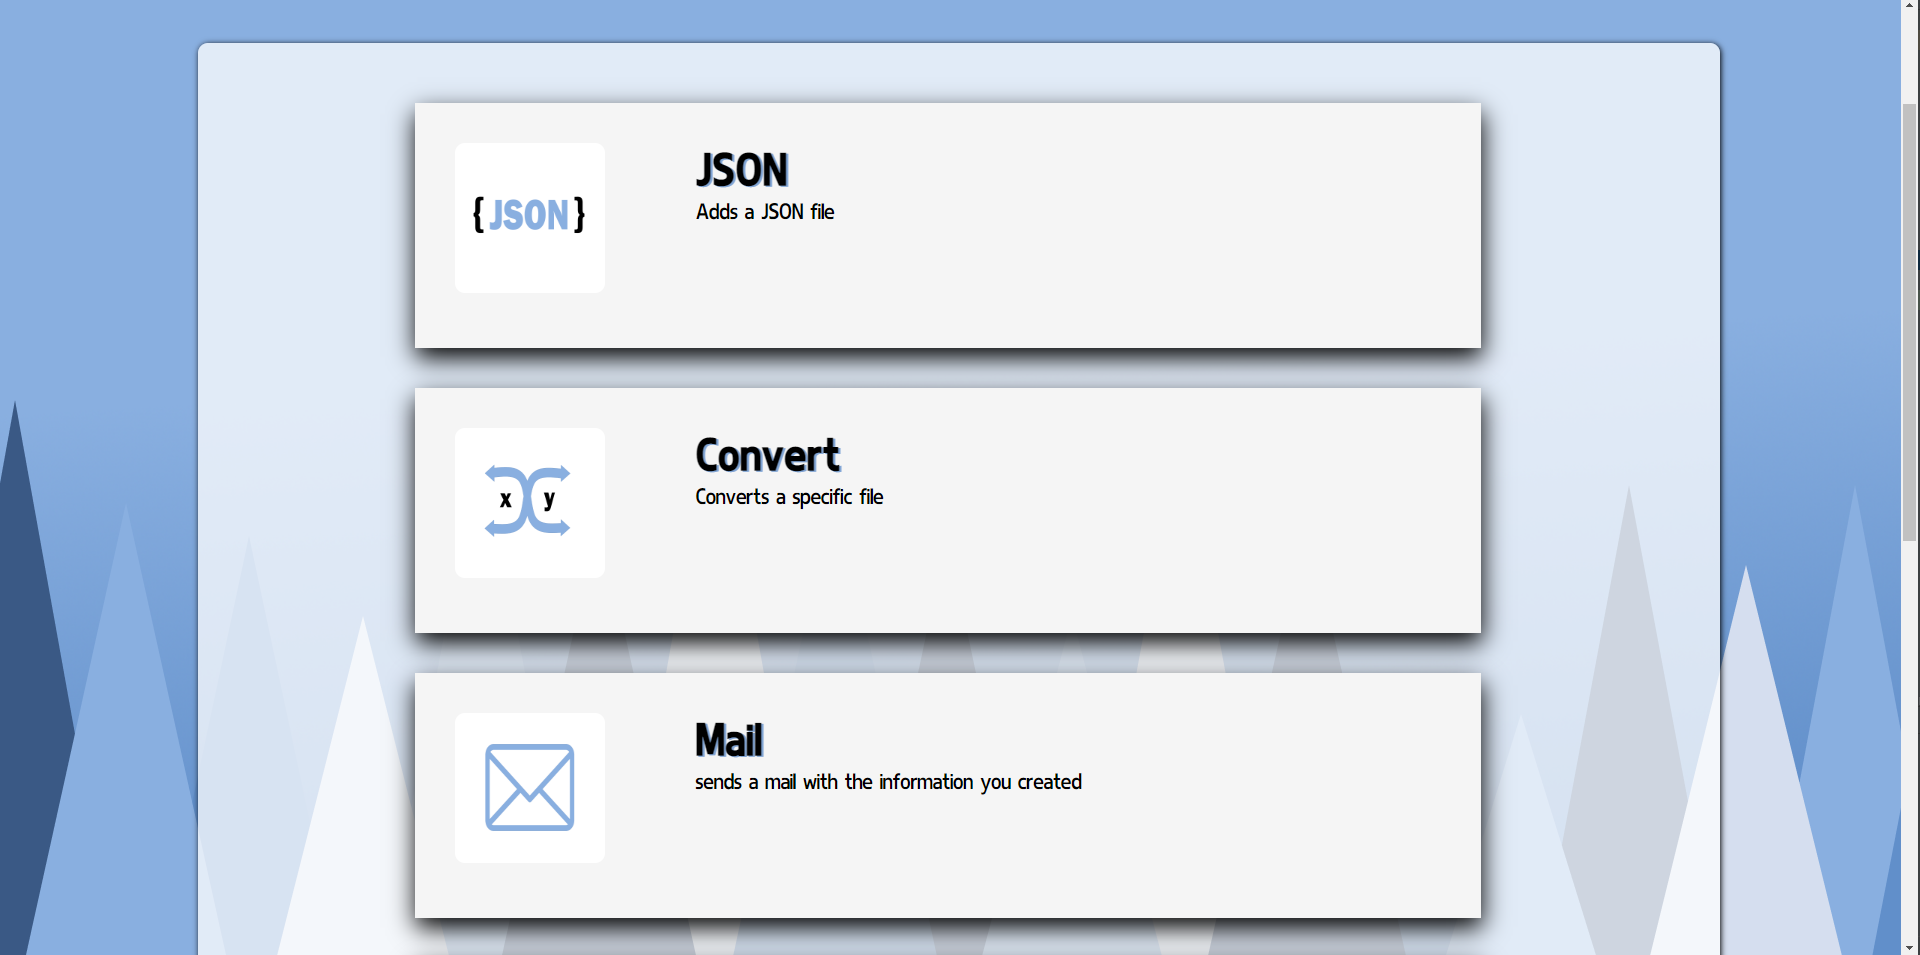 { JSON }
JSON
Adds a JSON file
x y
Convert
Converts a specific file
Mail
sends a mail with the information you created